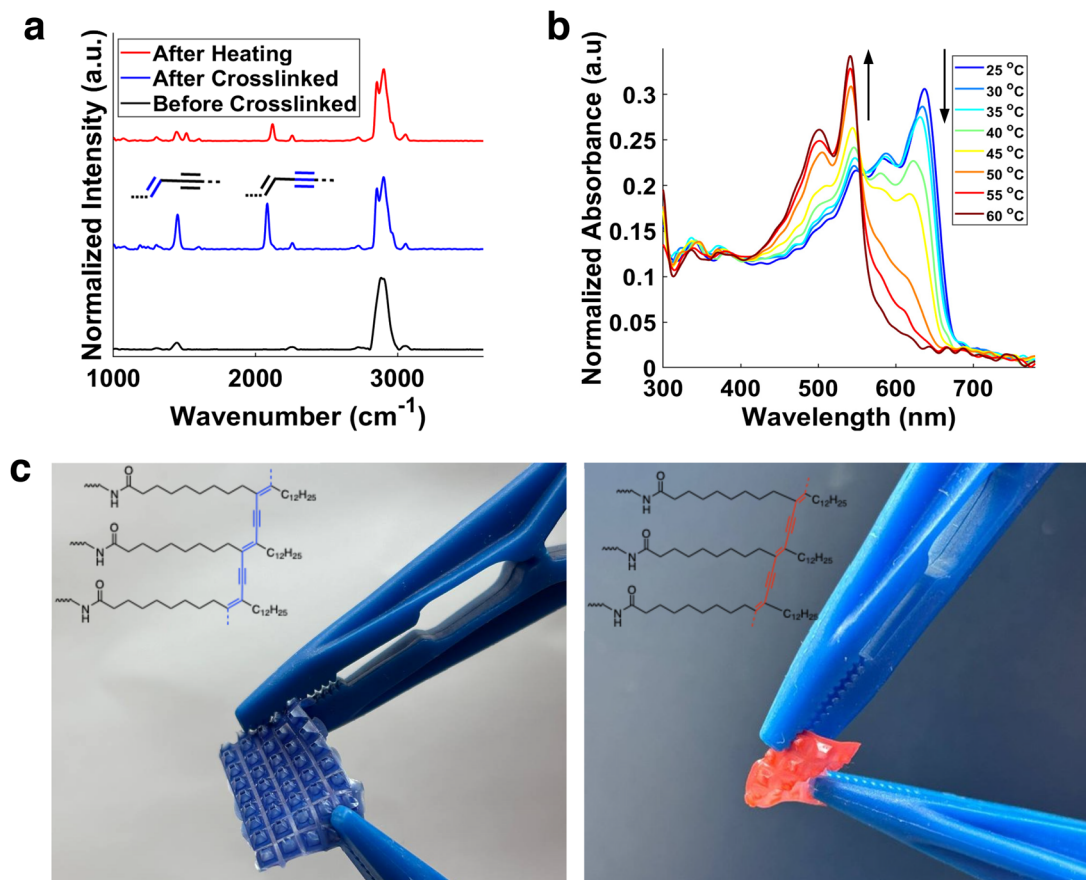 a
After Heating
After Crosslinked
Before Crosslinked
Normalized Intensity (a.u.)
1000
2000
3000
Wavenumber (cm⁻¹)
b
Normalized Absorbance (a.u)
0.3
0.25
0.2
0.15
0.1
0.05
0
300
400
500
600
700
Wavelength (nm)
25 °C
30 °C
35 °C
40 °C
45 °C
50 °C
55 °C
60 °C
c
O
N
H
C₁₂H₂₅
O
N
H
C₁₂H₂₅
O
N
H
C₁₂H₂₅
O
N
H
C₁₂H₂₅
O
N
H
C₁₂H₂₅
O
N
H
C₁₂H₂₅